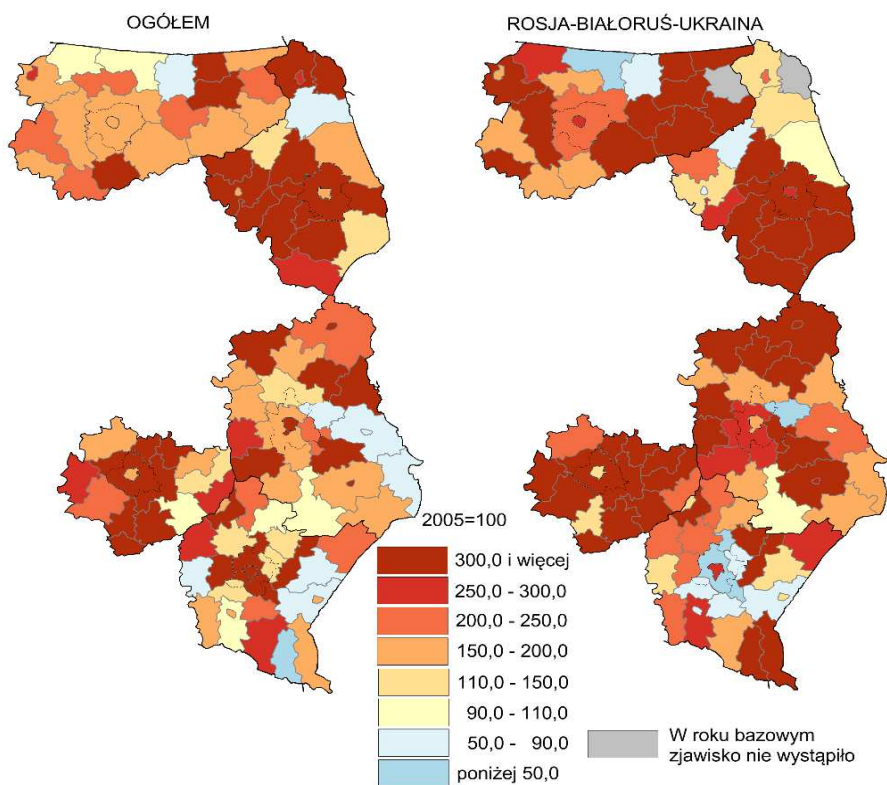 OGÓŁEM
ROSJA-BIAŁORUŚ-UKRAINA
2005=100
300,0 i więcej
250,0 - 300,0
200,0 - 250,0
150,0 - 200,0
110,0 - 150,0
90,0 - 110,0
50,0 - 90,0
poniżej 50,0
W roku bazowym
zjawisko nie wystąpiło